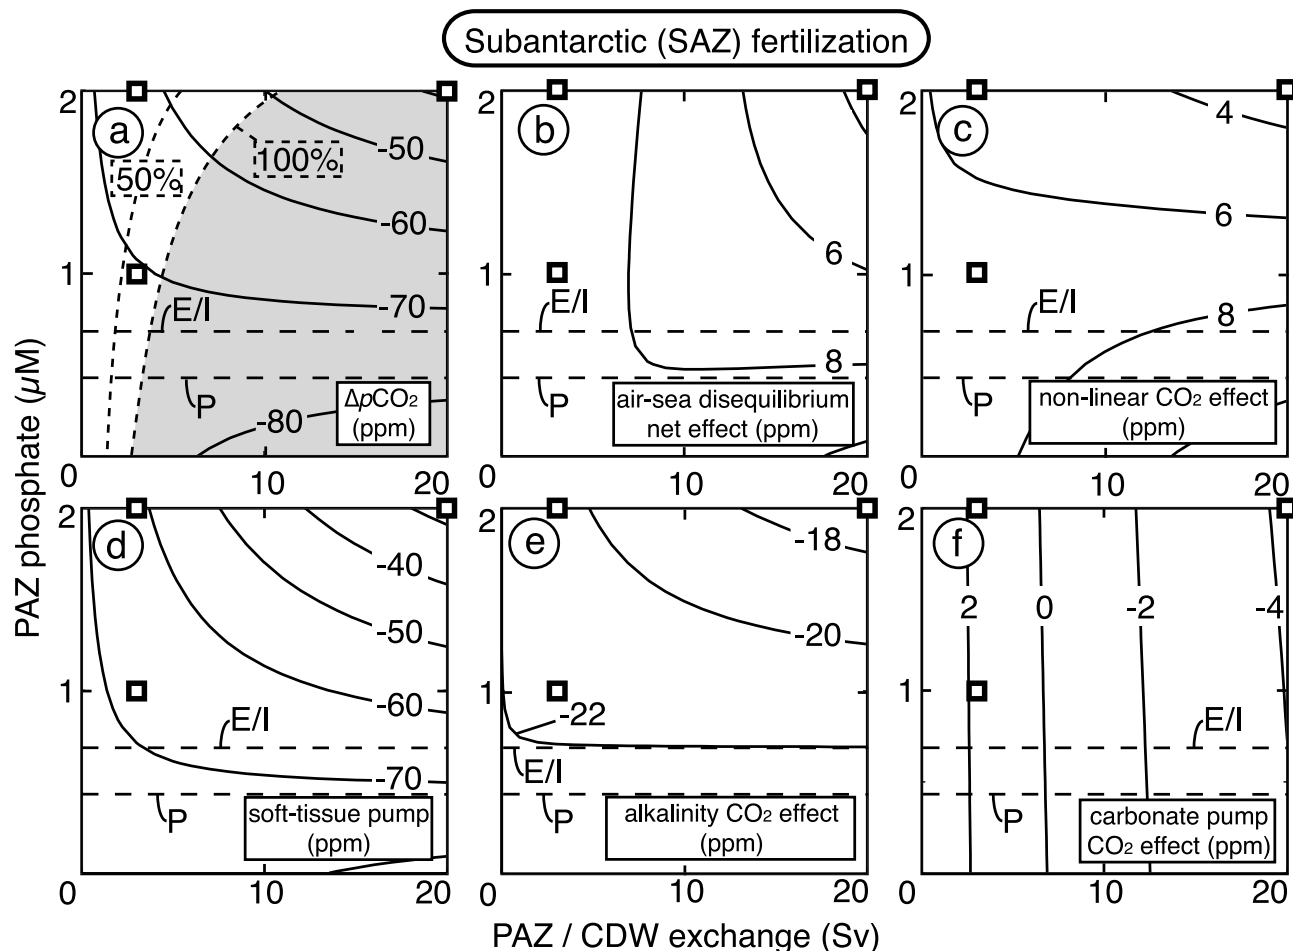 Subantarctic (SAZ) fertilization
PAZ phosphate (µM)
a
50%
100%
-50
-60
-70
-80
E/I
P
ΔpCO₂
(ppm)
2
1
0
10
20
b
6
8
E/I
P
air-sea disequilibrium
net effect (ppm)
2
1
0
10
20
c
4
6
8
E/I
P
non-linear CO₂ effect
(ppm)
2
1
0
10
20
d
-40
-50
-60
-70
E/I
P
soft-tissue pump
(ppm)
2
1
0
10
20
e
-18
-20
-22
E/I
P
alkalinity CO₂ effect
(ppm)
2
1
0
10
20
f
2
0
-2
-4
E/I
P
carbonate pump
CO₂ effect (ppm)
2
1
0
10
20
PAZ / CDW exchange (Sv)